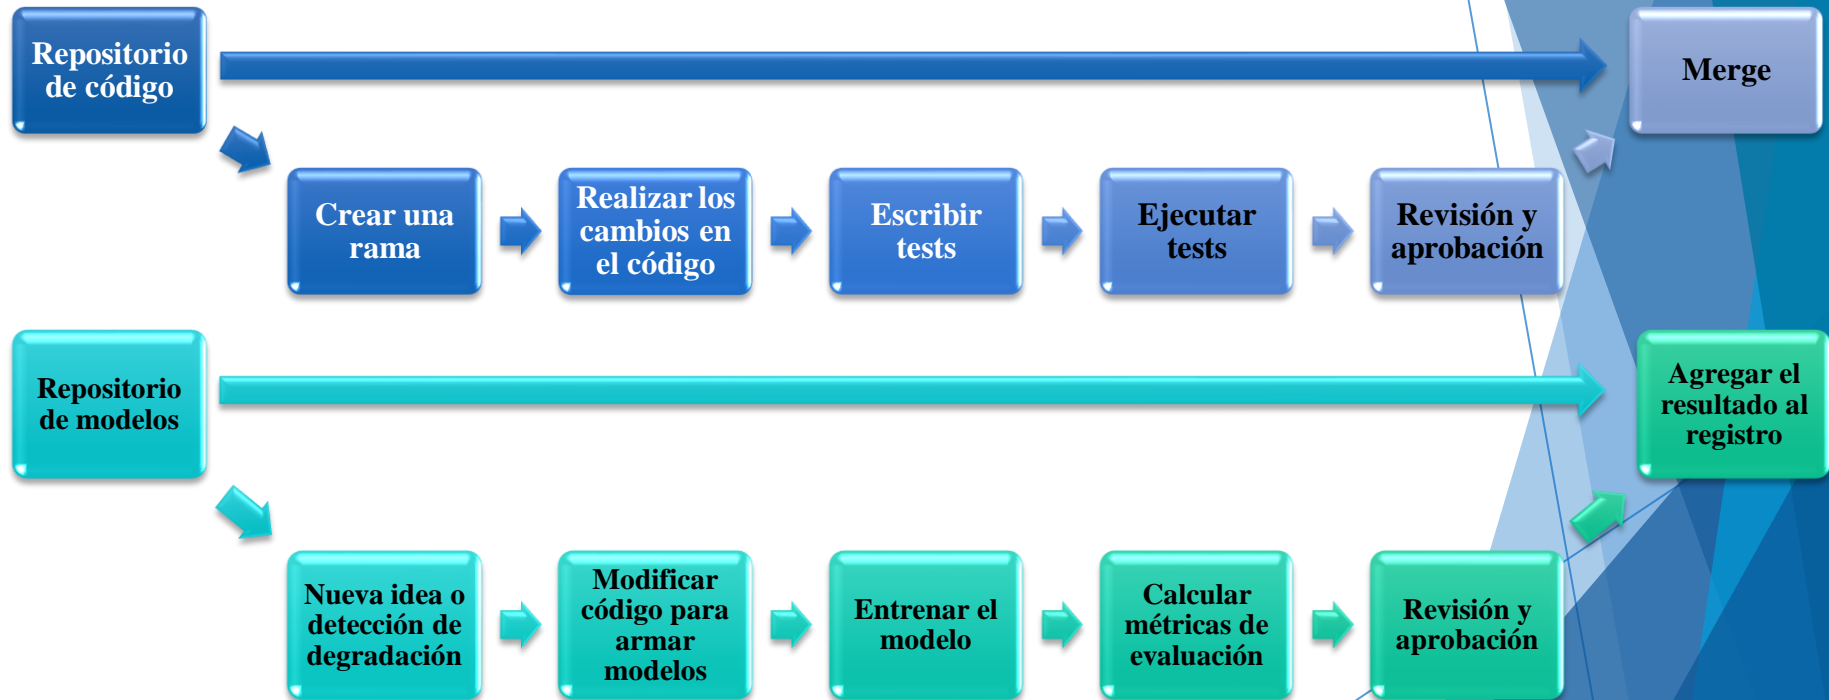 Repositorio
de código
Merge
Crear una
rama
Realizar los
cambios en
el código
Escribir
tests
Ejecutar
tests
Revisión y
aprobación
Repositorio
de modelos
Agregar el
resultado al
registro
Nueva idea o
detección de
degradación
Modificar
código para
armar
modelos
Entrenar el
modelo
Calcular
métricas de
evaluación
Revisión y
aprobación